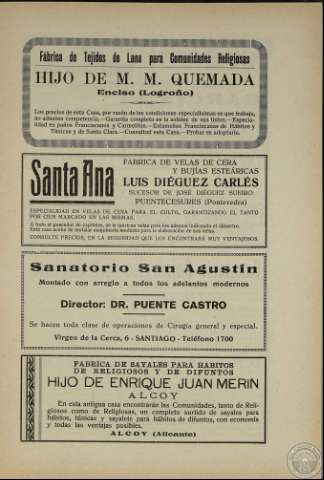 Fábrica de Tejidos de Lana para Comunidades Religiosas
HIJO DE M. M. QUEMADA
Enciso (Logroño)
Los precios de esta Casa, por razón de las condiciones especialísimas en que trabaja,
no admiten competencia.—Garantía completa en la solidez de sus tintes.—Especia-
lidad en paños Franciscanos y Carmelitas.—Estameñas Franciscanas de Hábitos y
Túnicas y de Santa Clara.—Consultad esta Casa.—Probar es adoptarla.
Santa Ana
FABRICA DE VELAS DE CERA
Y BUJÍAS ESTEÁRICAS
LUIS DIÉGUEZ CARLÉS
SUCESOR DE JOSÉ DIÉGUEZ SUEIRO
PUENTECESURES (Pontevedra)
ESPECIALIDAD EN VELAS DE CERA PARA EL CULTO, GARANTIZANDO EL TANTO
POR CIEN MARCADO EN LAS MISMAS.
CONSULTE PRECIOS, EN LA SEGURIDAD QUE LOS ENCONTRARÁ MUY VENTAJOSOS.
Sanatorio San Agustín
Montado con arreglo a todos los adelantos modernos
Director: DR. PUENTE CASTRO
Se hacen toda clase de operaciones de Cirugía general y especial.
Virgen de la Cerca, 6 - SANTIAGO - Teléfono 1700
FABRICA DE SAYALES PARA HABITOS
DE RELIGIOSOS Y DE DIFUNTOS
HIJO DE ENRIQUE JUAN MERIN
ALCOY
En esta antigua casa encontrarán las Comunidades, tanto de Reli-
giosos como de Religiosas, un completo surtido de sayales para
hábitos, túnicas y sayalete para hábitos de difuntos, con economía
y todas las ventajas posibles.
ALCOY (Alicante)